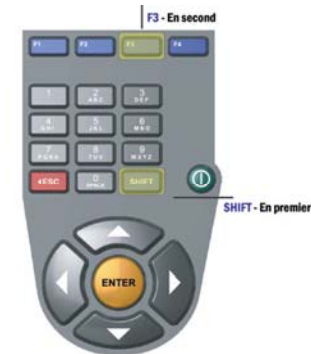 F3 - En second
F1 F2 F3 F4
1 2 ABC 3 DEF
4 GHI 5 JKL 6 MNO
7 PQRS 8 TUV 9 WXYZ
ESC 0 SPACE SHIFT
SHIFT - En premier
ENTER